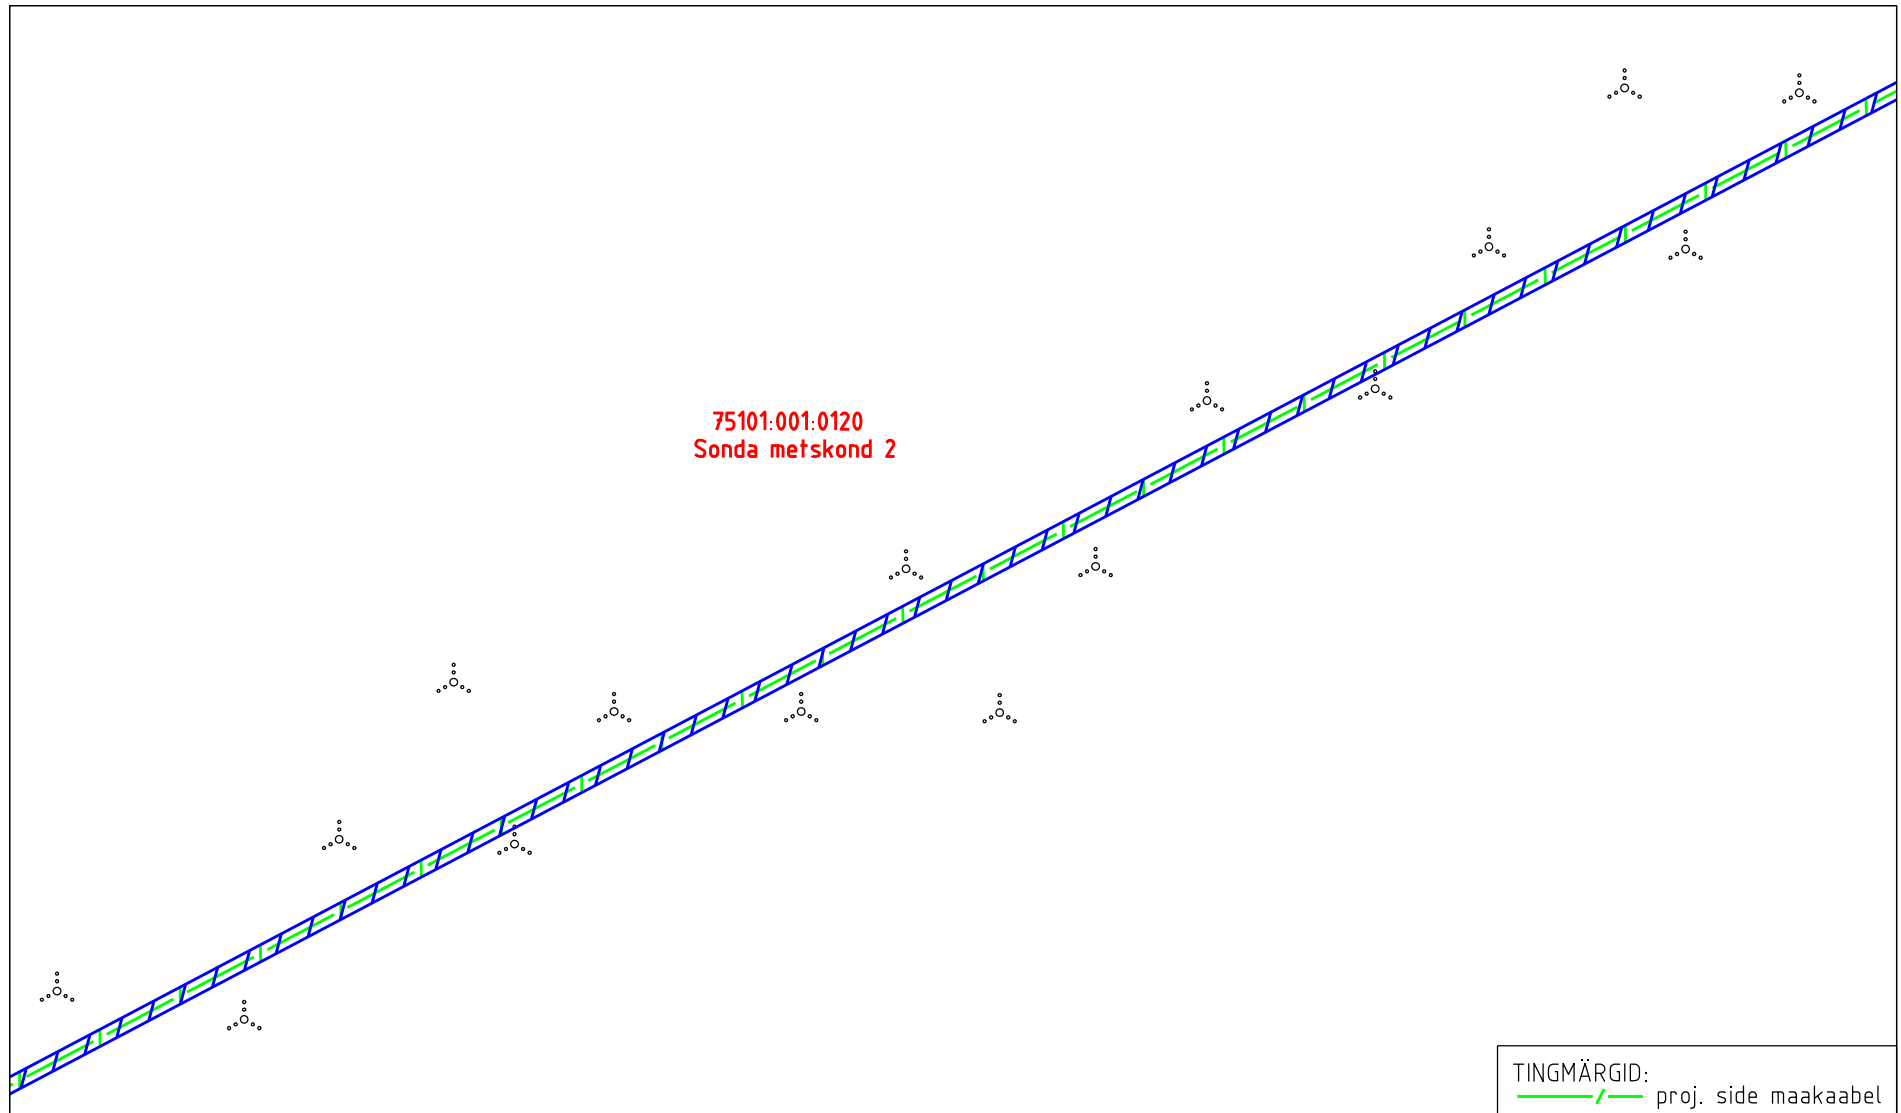 75101:001:0120
Sonda metskond 2
TINGMÄRGID:
proj. side maakaabel